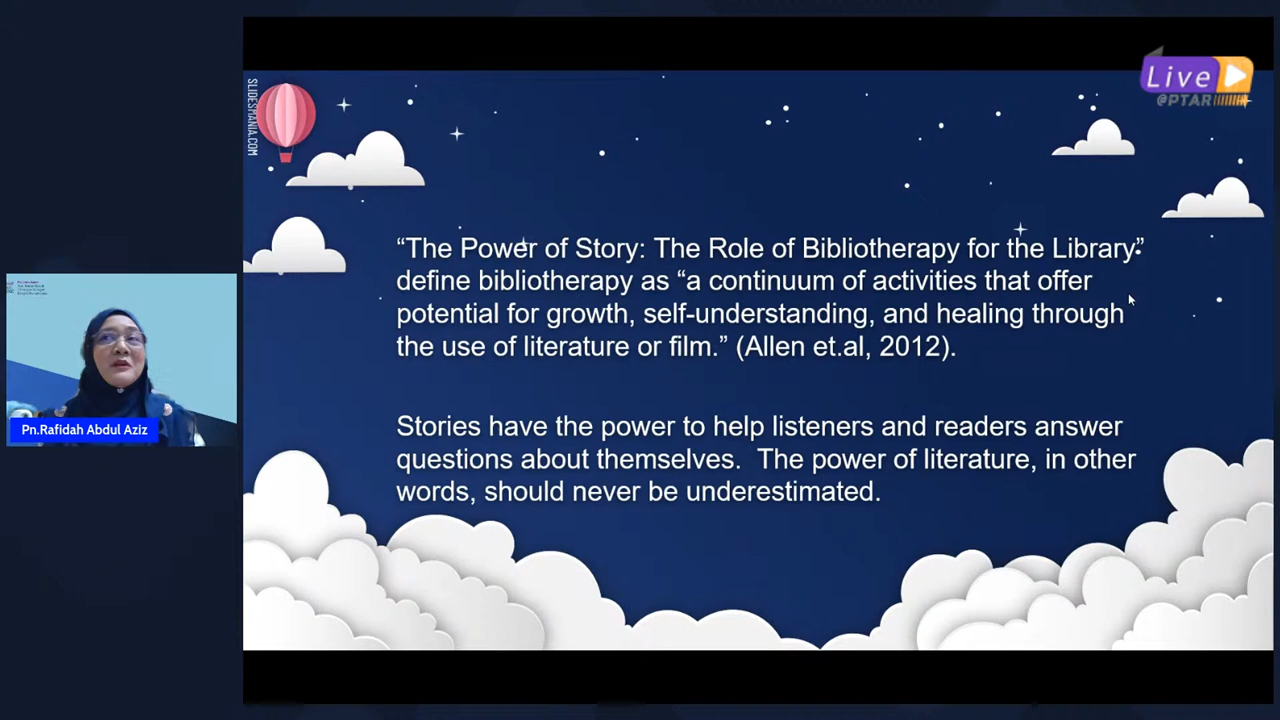 SLIDESMANIA.COM
Live
@PTAR
“The Power of Story: The Role of Bibliotherapy for the Library”
define bibliotherapy as “a continuum of activities that offer
potential for growth, self-understanding, and healing through
the use of literature or film.” (Allen et.al, 2012).
Stories have the power to help listeners and readers answer
questions about themselves.  The power of literature, in other
words, should never be underestimated.
Pn.Rafidah Abdul Aziz